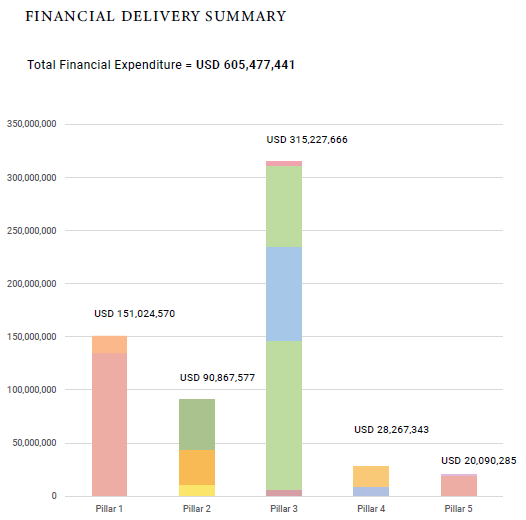 FINANCIAL DELIVERY SUMMARY
Total Financial Expenditure = USD 605,477,441
350,000,000
USD 315,227,666
300,000,000
250,000,000
200,000,000
USD 151,024,570
150,000,000
USD 90,867,577
100,000,000
USD 28,267,343
50,000,000
USD 20,090,285
0
Pillar 1 Pillar 2 Pillar 3 Pillar 4 Pillar 5